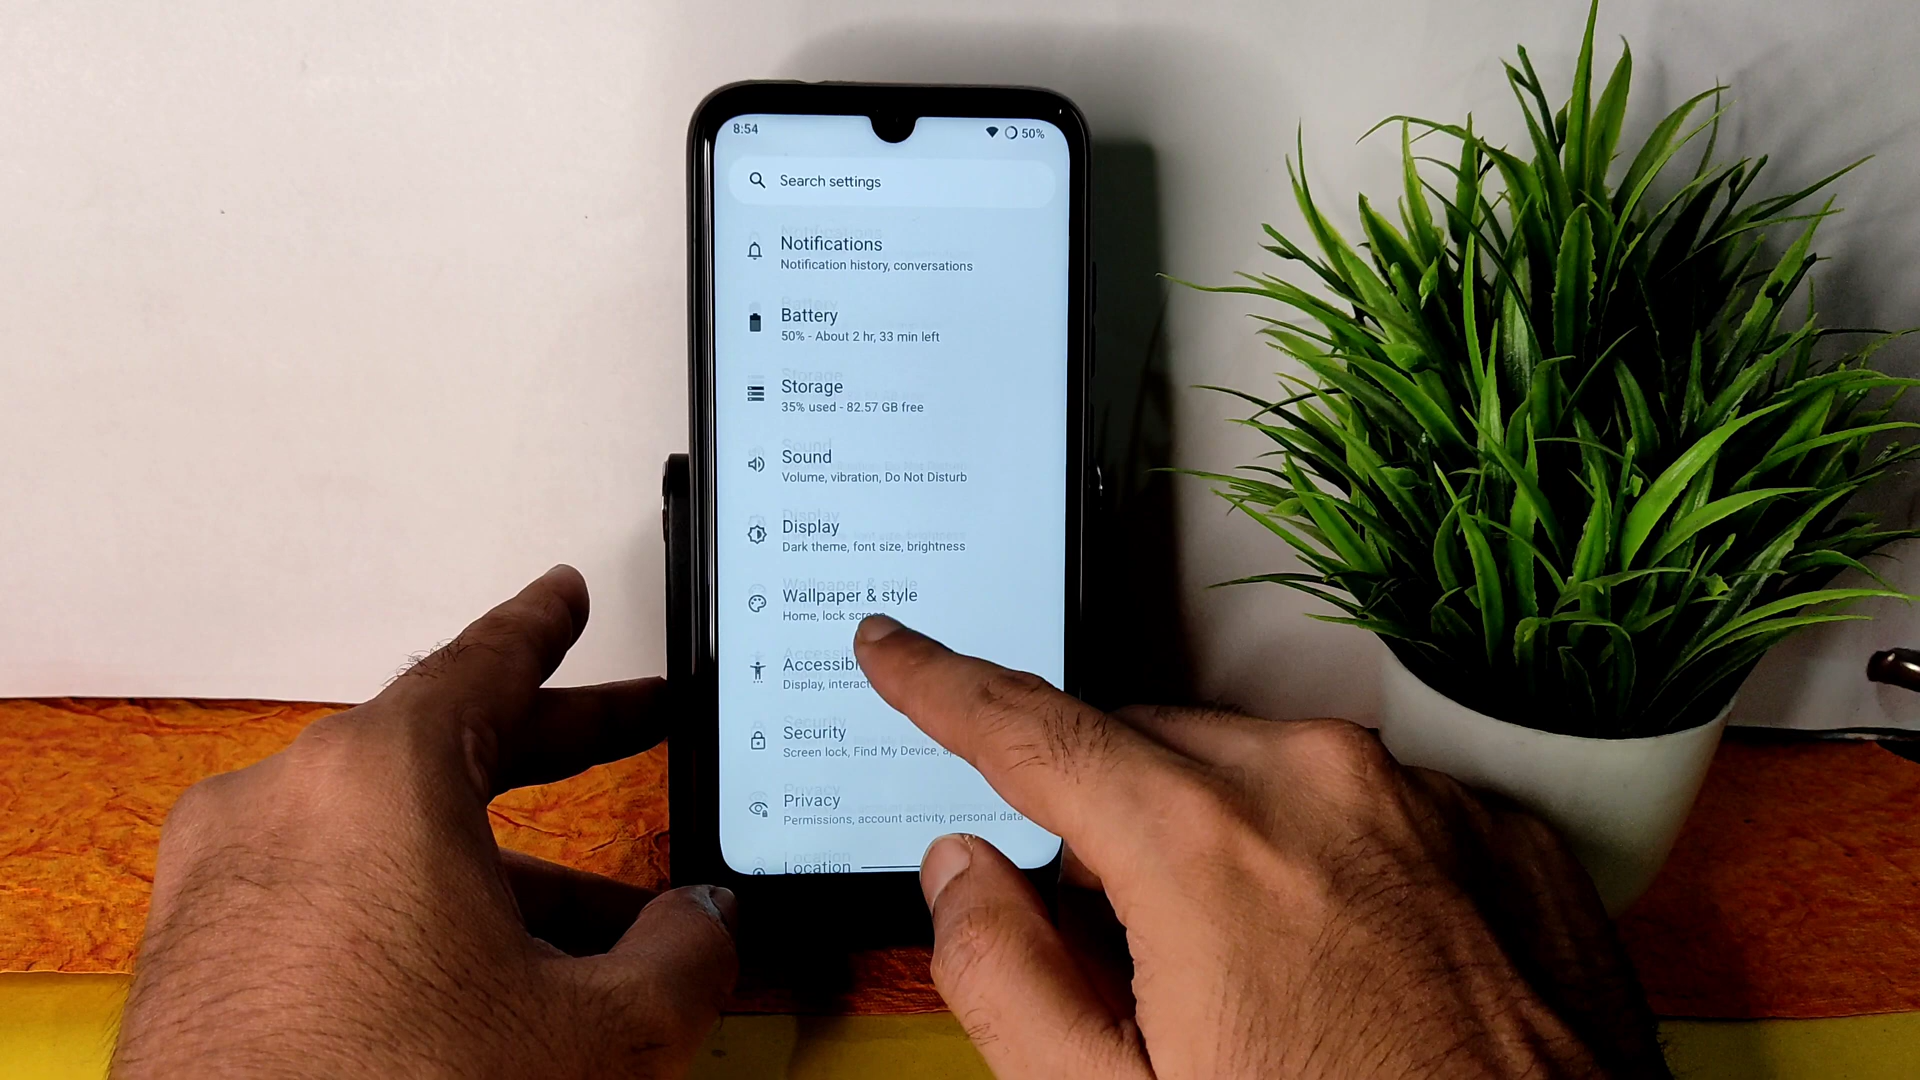 8:54
50%
Search settings
Notifications
Notification history, conversations
Battery
50% - About 2 hr, 33 min left
Storage
35% used - 82.57 GB free
Sound
Volume, vibration, Do Not Disturb
Display
Dark theme, font size, brightness
Wallpaper & style
Home, lock
Security
Screen lock, Find My Device,
Privacy
Permissions, account activity, personal data
Location